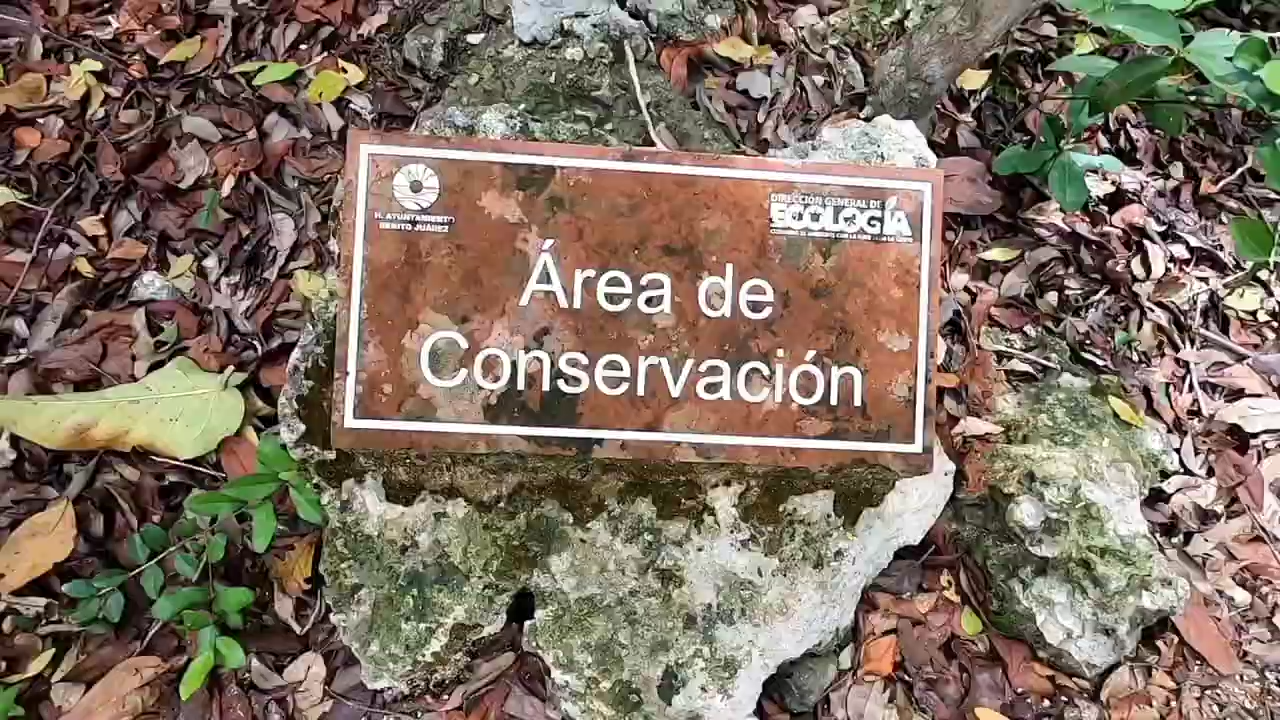 H. AYUNTAMIENTO
BENITO JUÁREZ
DIRECCIÓN GENERAL DE
ECOLOGÍA
Área de
Conservación